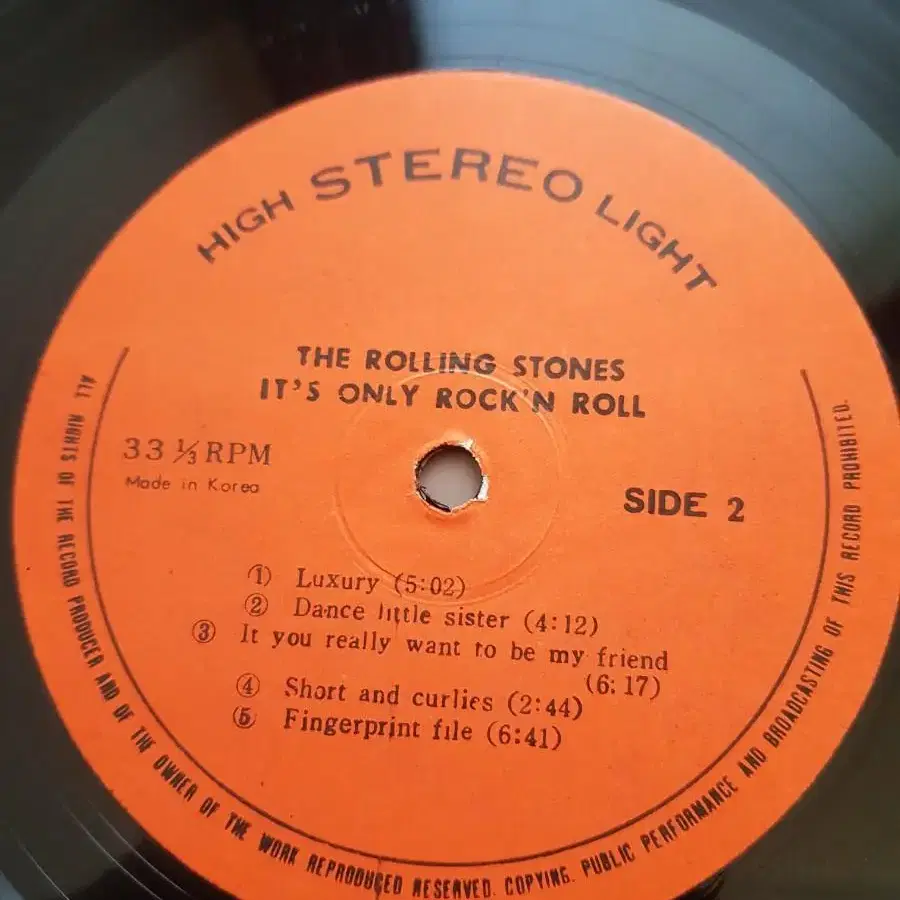 HIGH STEREO LIGHT
THE ROLLING STONES
IT'S ONLY ROCK'N ROLL
33 ⅓ RPM
Made in Korea
SIDE 2
① Luxury (5:02)
② Dance little sister (4:12)
③ It you really want to be my friend
(6:17)
④ Short and curlies (2:44)
⑤ Fingerprint file (6:41)
ALL RIGHTS OF THE RECORD PRODUCER AND OF THE OWNER OF THE WORK REPRODUCED RESERVED. COPYING. PUBLIC PERFORMANCE AND BROADCASTING OF THIS RECORD PROHIBITED.